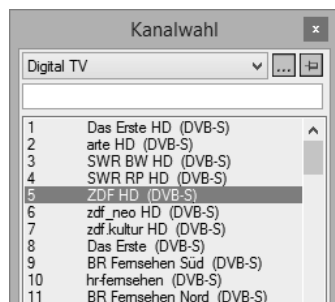 Kanalwahl
x
Digital TV
...
1 Das Erste HD (DVB-S)
2 arte HD (DVB-S)
3 SWR BW HD (DVB-S)
4 SWR RP HD (DVB-S)
5 ZDF HD (DVB-S)
6 zdf_neo HD (DVB-S)
7 zdf.kultur HD (DVB-S)
8 Das Erste (DVB-S)
9 BR Fernsehen Süd (DVB-S)
10 hr-fernsehen (DVB-S)
11 BR Fernsehen Nord (DVB-S)